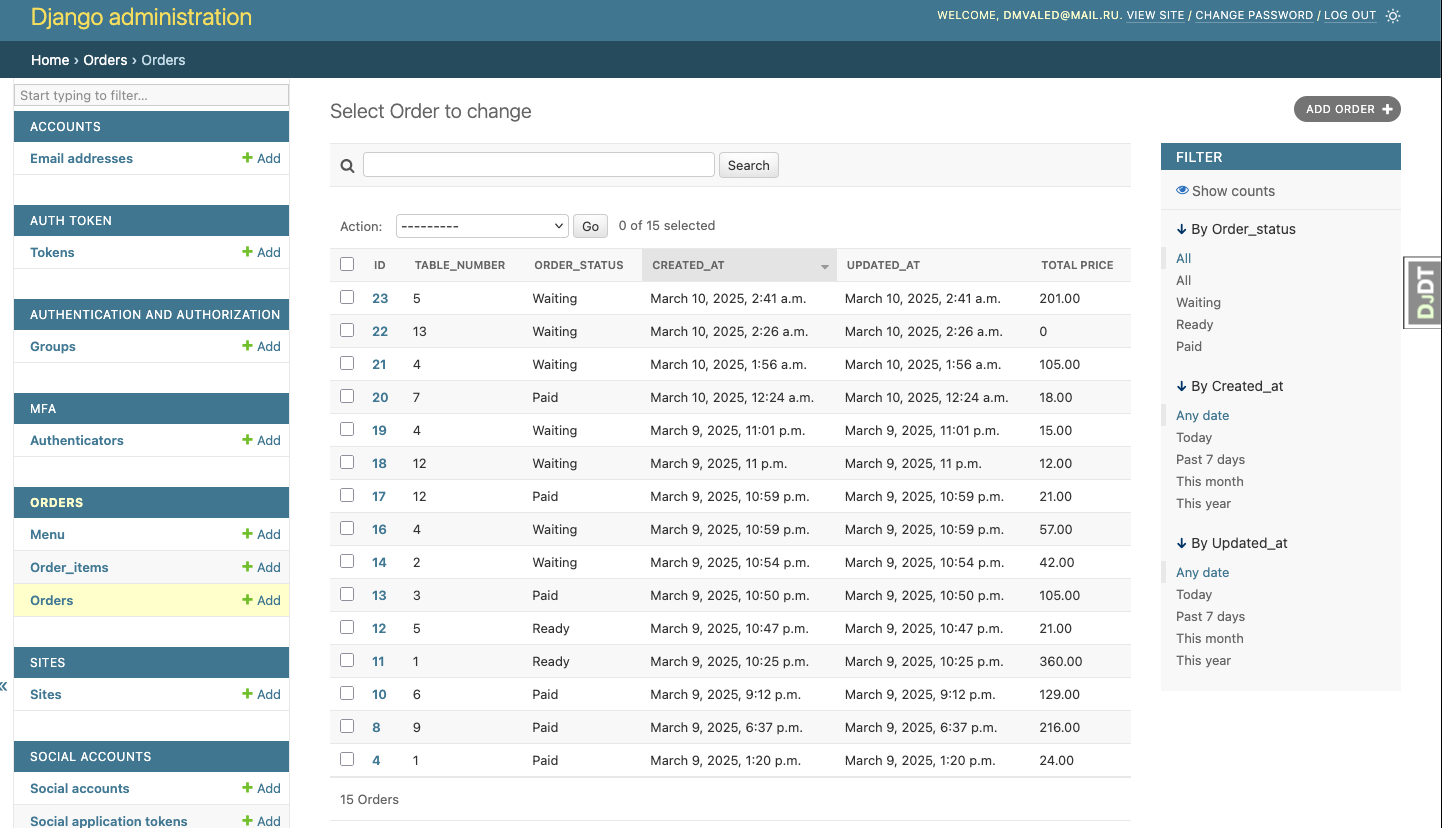 Django administration
WELCOME, DMVALED@MAIL.RU. VIEW SITE / CHANGE PASSWORD / LOG OUT
Home › Orders › Orders
Start typing to filter...
ACCOUNTS
Email addresses Add
AUTH TOKEN
Tokens Add
AUTHENTICATION AND AUTHORIZATION
Groups Add
MFA
Authenticators Add
ORDERS
Menu Add
Order_items Add
Orders Add
SITES
Sites Add
SOCIAL ACCOUNTS
Social accounts Add
Social application tokens Add
«
Select Order to change
ADD ORDER
Search
Action: --------- Go 0 of 15 selected
ID TABLE_NUMBER ORDER_STATUS CREATED_AT UPDATED_AT TOTAL PRICE
23 5 Waiting March 10, 2025, 2:41 a.m. March 10, 2025, 2:41 a.m. 201.00
22 13 Waiting March 10, 2025, 2:26 a.m. March 10, 2025, 2:26 a.m. 0
21 4 Waiting March 10, 2025, 1:56 a.m. March 10, 2025, 1:56 a.m. 105.00
20 7 Paid March 10, 2025, 12:24 a.m. March 10, 2025, 12:24 a.m. 18.00
19 4 Waiting March 9, 2025, 11:01 p.m. March 9, 2025, 11:01 p.m. 15.00
18 12 Waiting March 9, 2025, 11 p.m. March 9, 2025, 11 p.m. 12.00
17 12 Paid March 9, 2025, 10:59 p.m. March 9, 2025, 10:59 p.m. 21.00
16 4 Waiting March 9, 2025, 10:59 p.m. March 9, 2025, 10:59 p.m. 57.00
14 2 Waiting March 9, 2025, 10:54 p.m. March 9, 2025, 10:54 p.m. 42.00
13 3 Paid March 9, 2025, 10:50 p.m. March 9, 2025, 10:50 p.m. 105.00
12 5 Ready March 9, 2025, 10:47 p.m. March 9, 2025, 10:47 p.m. 21.00
11 1 Ready March 9, 2025, 10:25 p.m. March 9, 2025, 10:25 p.m. 360.00
10 6 Paid March 9, 2025, 9:12 p.m. March 9, 2025, 9:12 p.m. 129.00
8 9 Paid March 9, 2025, 6:37 p.m. March 9, 2025, 6:37 p.m. 216.00
4 1 Paid March 9, 2025, 1:20 p.m. March 9, 2025, 1:20 p.m. 24.00
15 Orders
FILTER
Show counts
By Order_status
All
All
Waiting
Ready
Paid
By Created_at
Any date
Today
Past 7 days
This month
This year
By Updated_at
Any date
Today
Past 7 days
This month
This year
DJDT